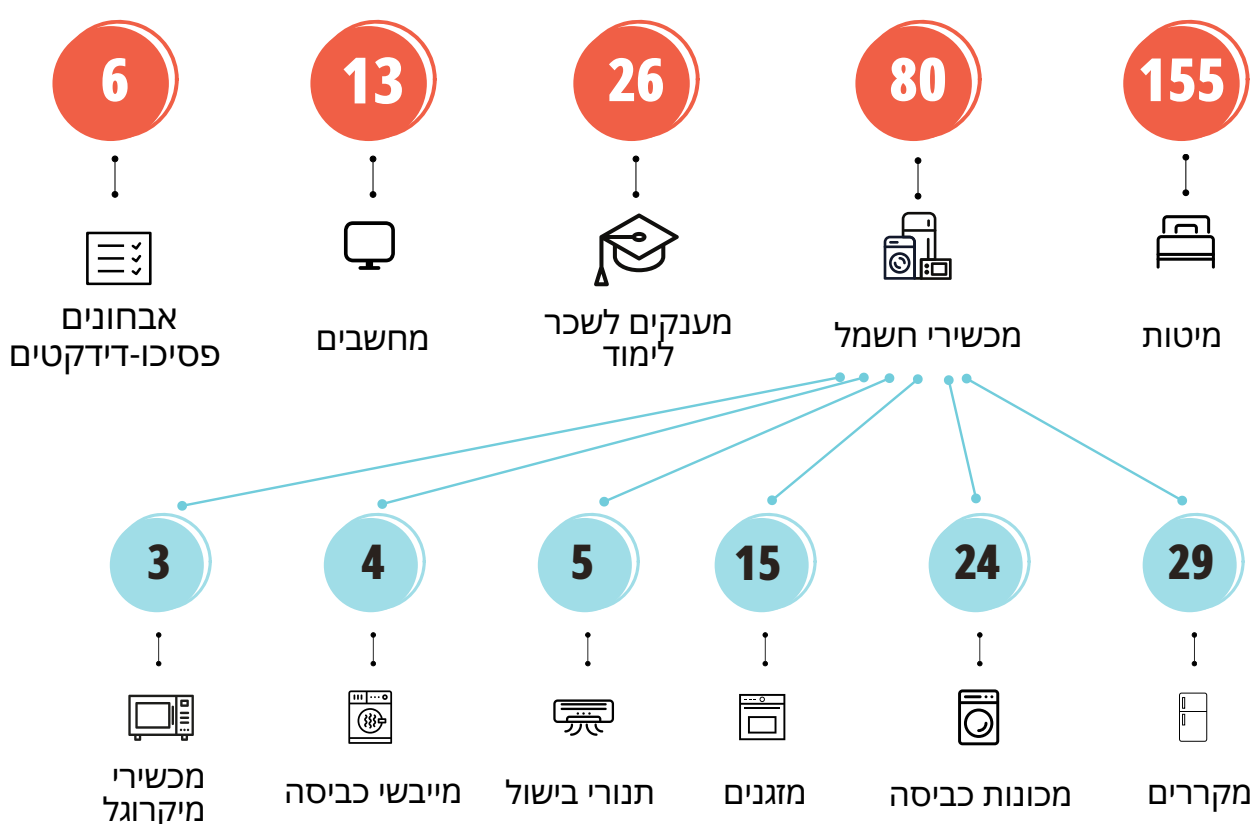 155
80
26
13
6
מיטות
מכשירי חשמל
מענקים לשכר
לימוד
מחשבים
אבחונים
פסיכו-דידקטים
29
24
15
5
4
3
מקררים
מכונות כביסה
מזגנים
תנורי בישול
מייבשי כביסה
מכשירי
מיקרוגל